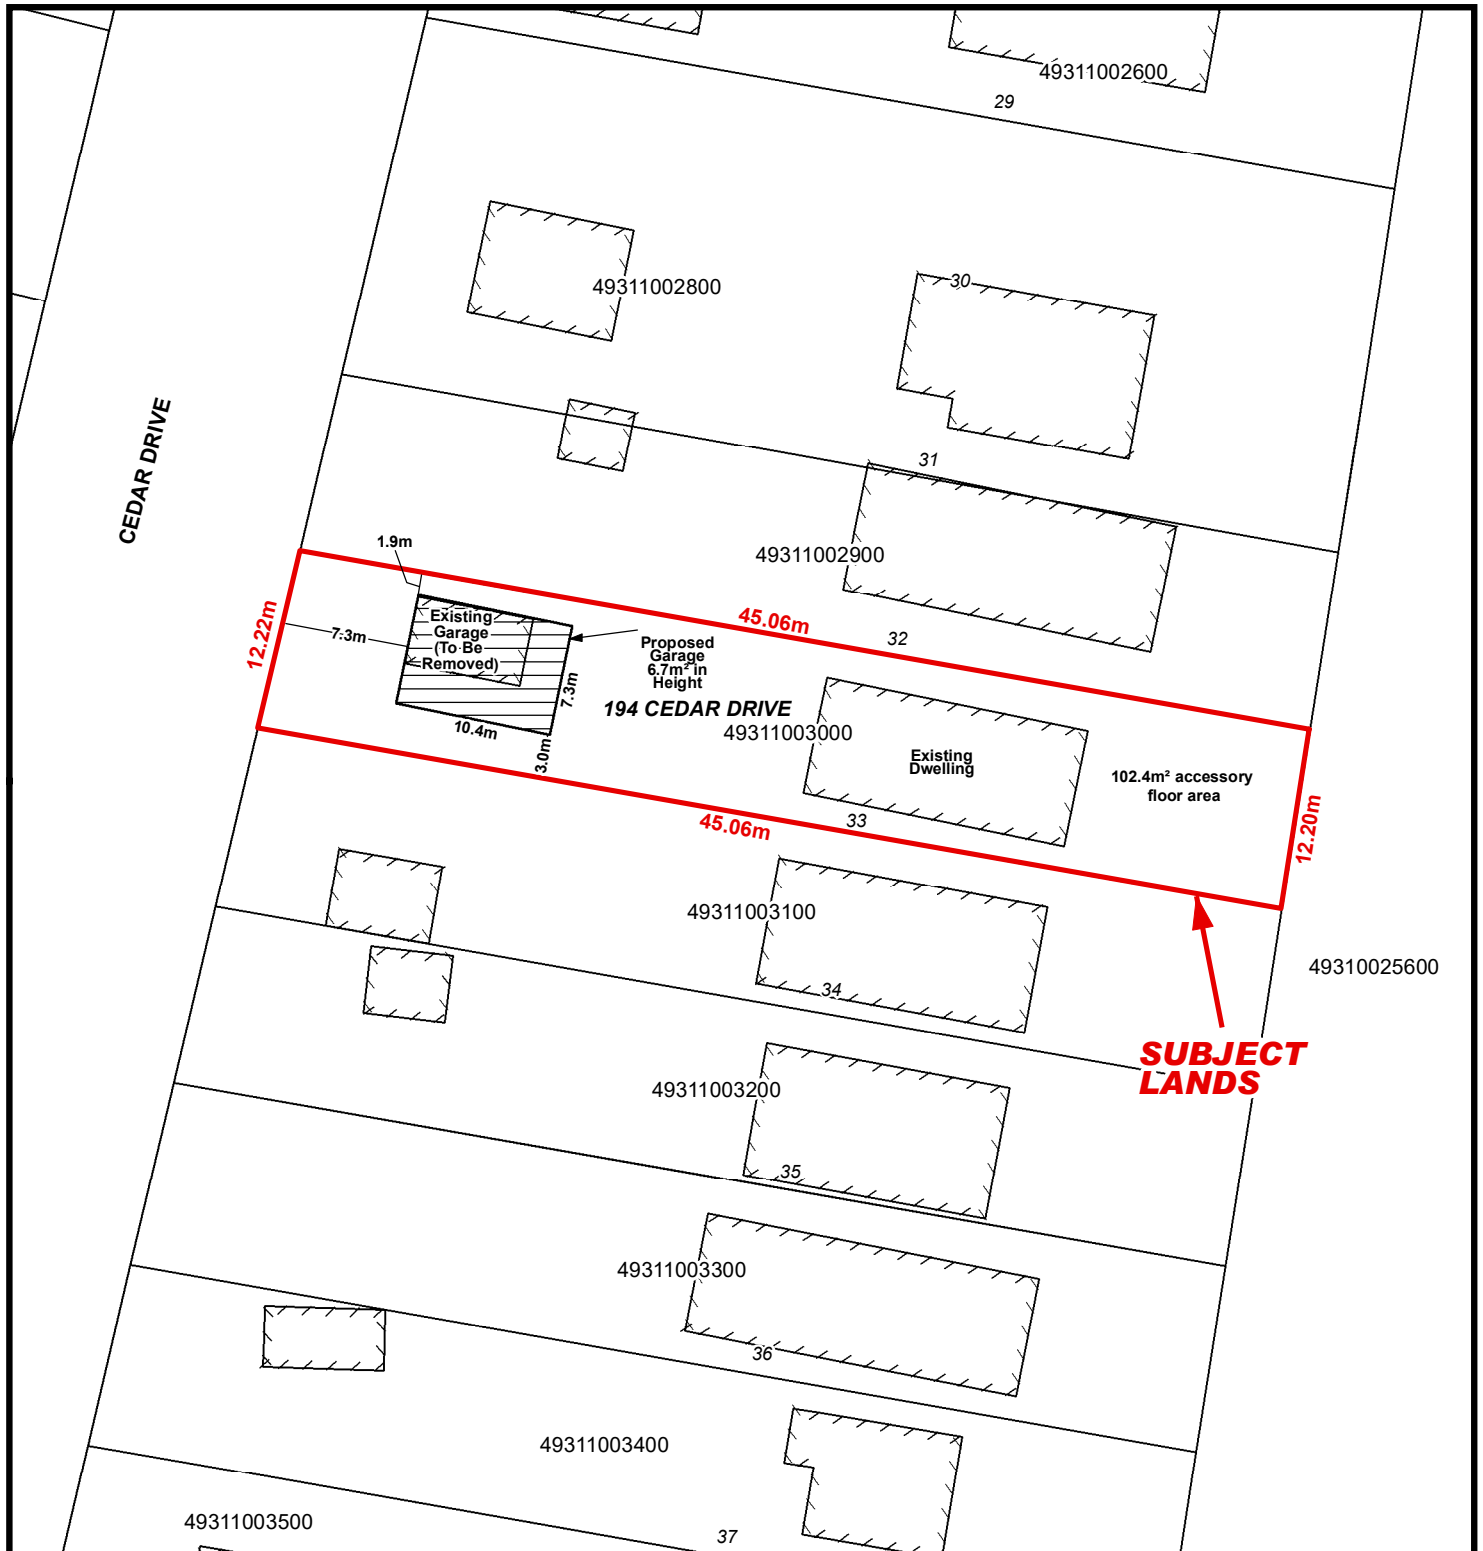 49311002600
29
49311002800
30
CEDAR DRIVE
31
1.9m
49311002900
12.22m
7.3m
Existing
Garage
(To Be
Removed)
45.06m
32
Proposed
Garage
6.7m² in
Height
7.3m
194 CEDAR DRIVE
10.4m
3.0m
49311003000
Existing
Dwelling
102.4m² accessory
floor area
45.06m
33
12.20m
49311003100
34
49310025600
SUBJECT
LANDS
49311003200
35
49311003300
36
49311003400
49311003500
37